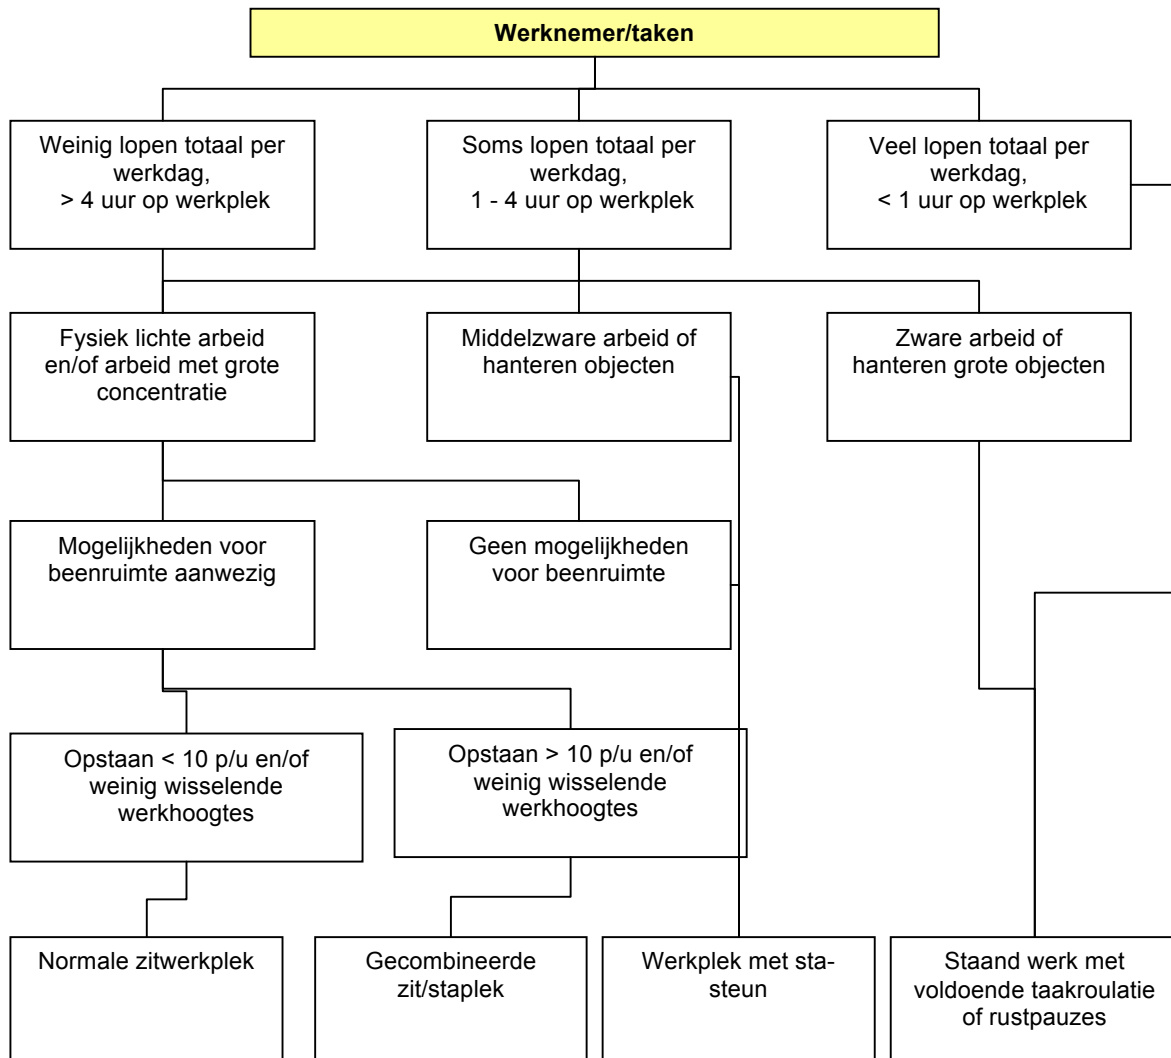 Werknemer/taken
Weinig lopen totaal per
werkdag,
> 4 uur op werkplek
Soms lopen totaal per
werkdag,
1 - 4 uur op werkplek
Veel lopen totaal per
werkdag,
< 1 uur op werkplek
Fysiek lichte arbeid
en/of arbeid met grote
concentratie
Middelzware arbeid of
hanteren objecten
Zware arbeid of
hanteren grote objecten
Mogelijkheden voor
beenruimte aanwezig
Geen mogelijkheden
voor beenruimte
Opstaan < 10 p/u en/of
weinig wisselende
werkhoogtes
Opstaan > 10 p/u en/of
weinig wisselende
werkhoogtes
Normale zitwerkplek
Gecombineerde
zit/staplek
Werkplek met sta-
steun
Staand werk met
voldoende taakroulatie
of rustpauzes